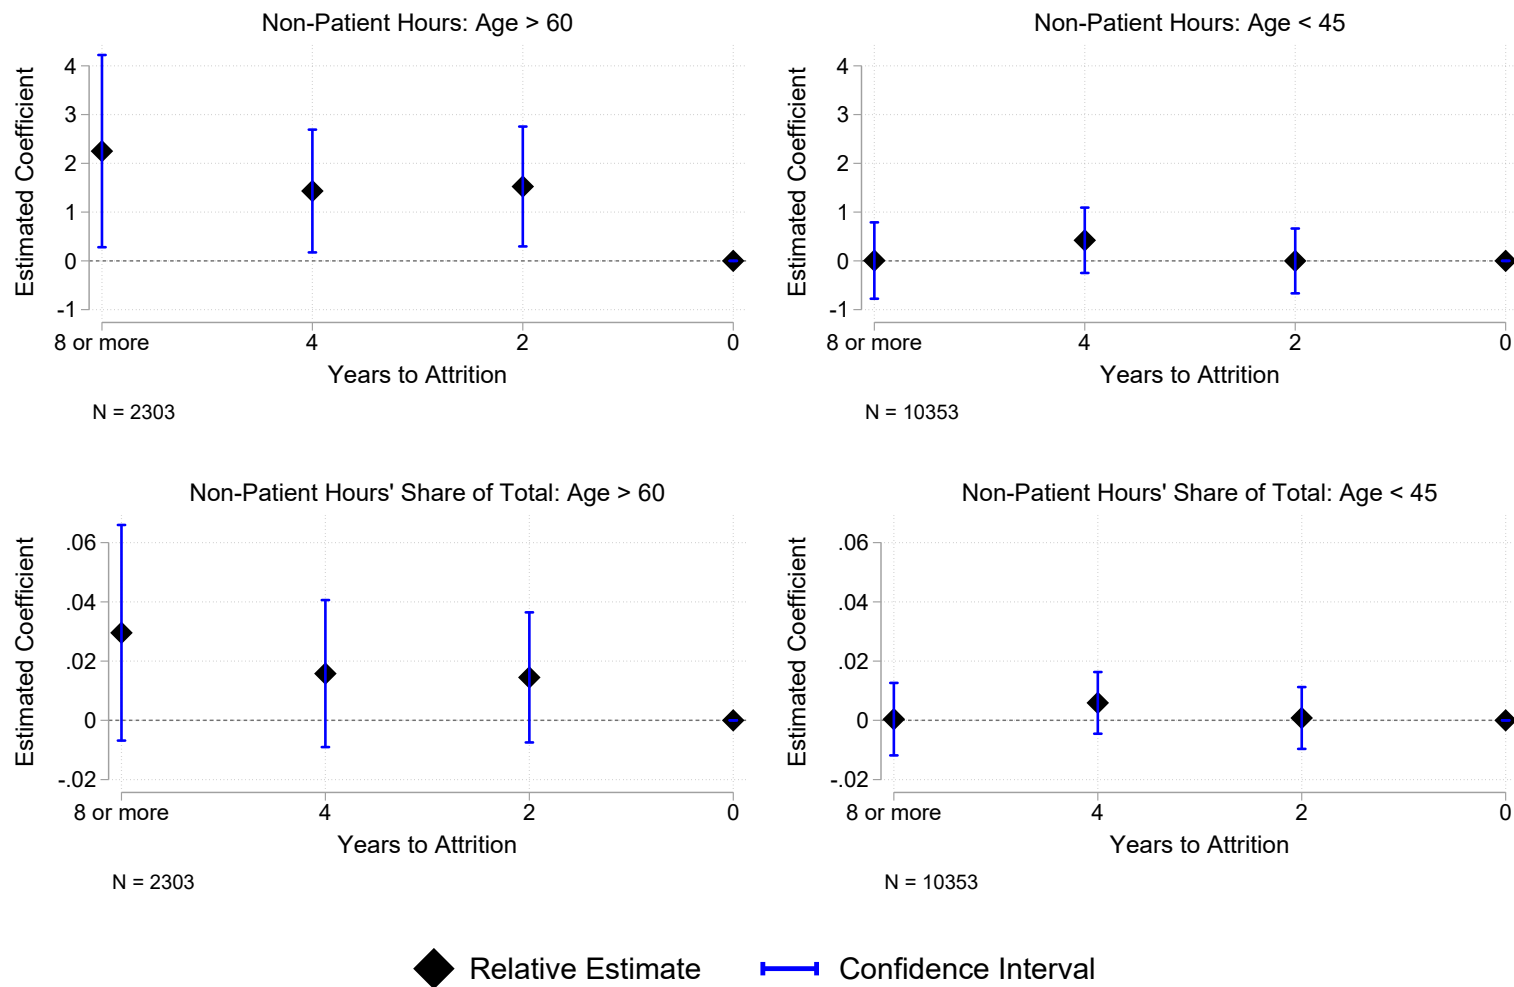 Non-Patient Hours: Age > 60
Estimated Coefficient
4
3
2
1
0
-1
8 or more 4 2 0
Years to Attrition
N = 2303
Non-Patient Hours: Age < 45
Estimated Coefficient
4
3
2
1
0
-1
8 or more 4 2 0
Years to Attrition
N = 10353
Non-Patient Hours' Share of Total: Age > 60
Estimated Coefficient
.06
.04
.02
0
-.02
8 or more 4 2 0
Years to Attrition
N = 2303
Non-Patient Hours' Share of Total: Age < 45
Estimated Coefficient
.06
.04
.02
0
-.02
8 or more 4 2 0
Years to Attrition
N = 10353
Relative Estimate Confidence Interval